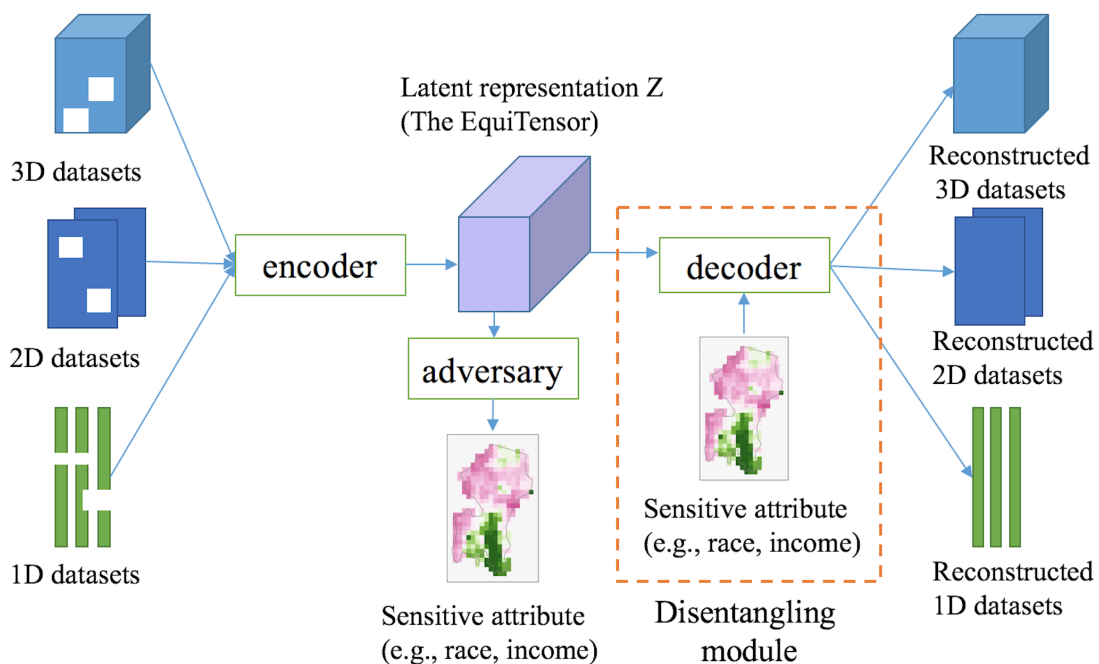 3D datasets
2D datasets
1D datasets
encoder
Latent representation Z
(The EquiTensor)
adversary
Sensitive attribute
(e.g., race, income)
decoder
Sensitive attribute
(e.g., race, income)
Disentangling
module
Reconstructed
3D datasets
Reconstructed
2D datasets
Reconstructed
1D datasets